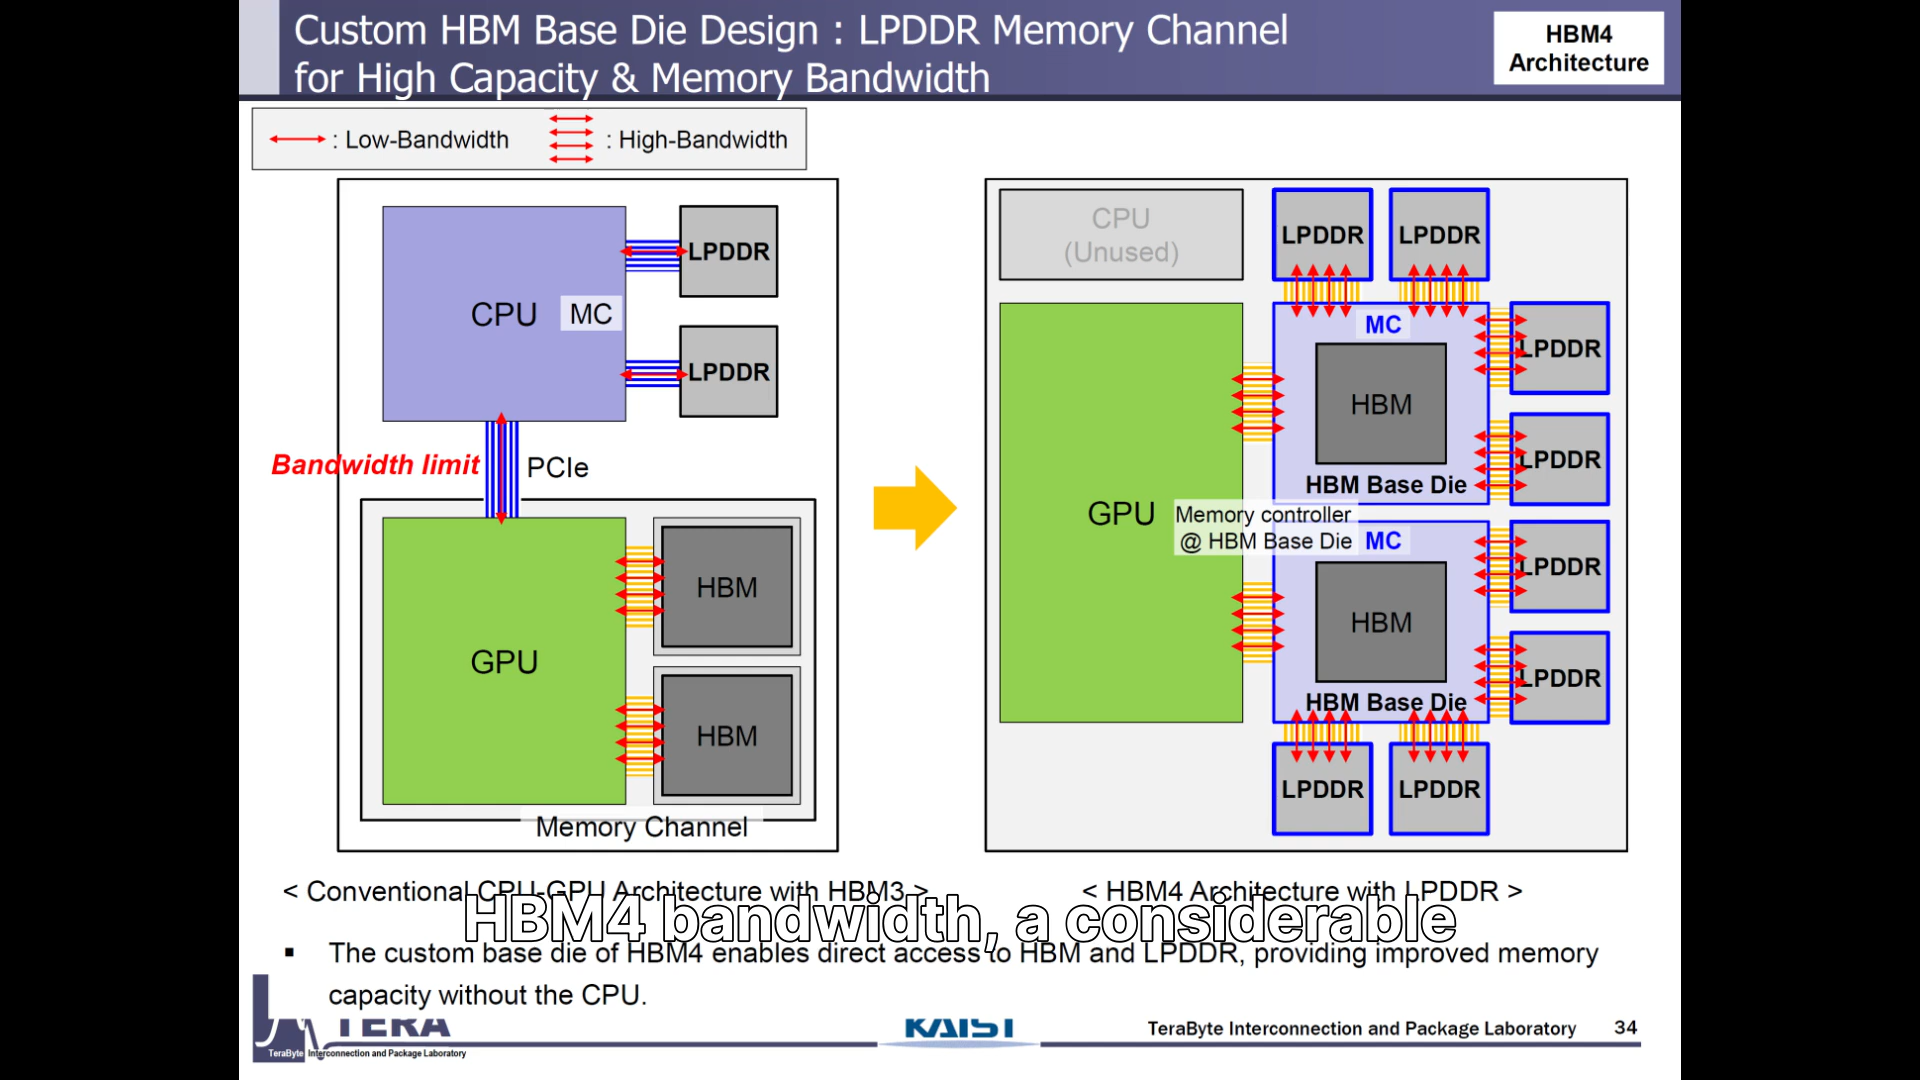 Custom HBM Base Die Design : LPDDR Memory Channel
for High Capacity & Memory Bandwidth
HBM4
Architecture
: Low-Bandwidth
: High-Bandwidth
CPU
MC
LPDDR
LPDDR
Bandwidth limit
PCIe
GPU
HBM
HBM
Memory Channel
CPU
(Unused)
LPDDR
LPDDR
GPU
MC
HBM
HBM Base Die
Memory controller
@ HBM Base Die
MC
HBM
HBM Base Die
LPDDR
LPDDR
LPDDR
LPDDR
LPDDR
LPDDR
< Conventional CPU-GPU Architecture with HBM3 >
< HBM4 Architecture with LPDDR >
HBM4 bandwidth, a considerable
▪ The custom base die of HBM4 enables direct access to HBM and LPDDR, providing improved memory
capacity without the CPU.
TERA
TeraByte Interconnection and Package Laboratory
KAIST
TeraByte Interconnection and Package Laboratory
34